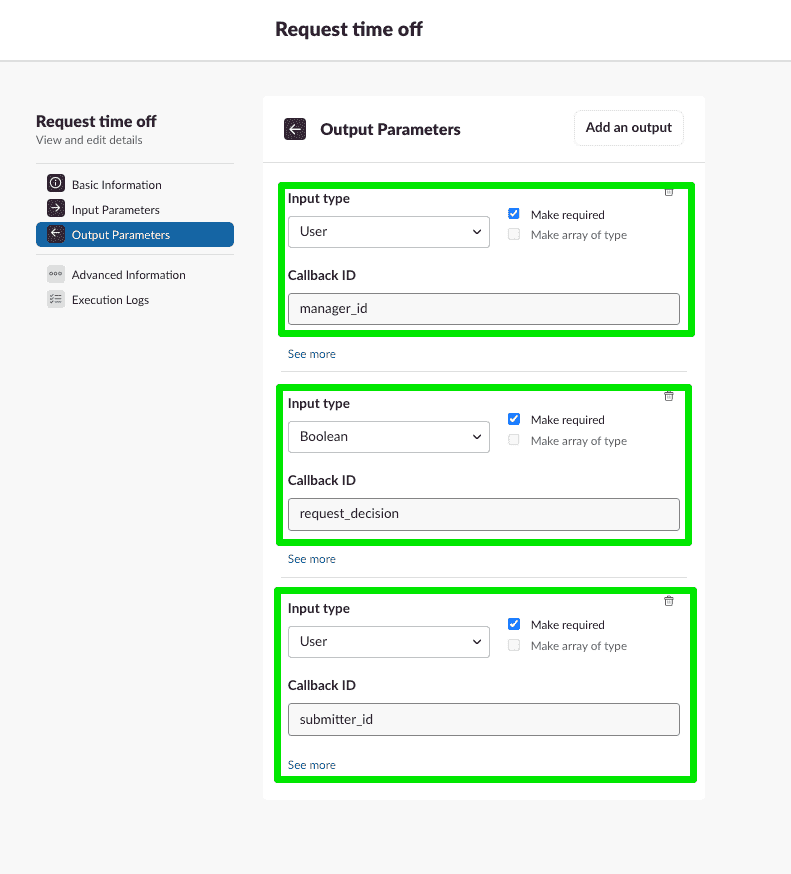 Request time off
Request time off
View and edit details
Basic Information
Input Parameters
Output Parameters
Advanced Information
Execution Logs
Output Parameters
Add an output
Input type
User
Make required
Make array of type
Callback ID
manager_id
See more
Input type
Boolean
Make required
Make array of type
Callback ID
request_decision
See more
Input type
User
Make required
Make array of type
Callback ID
submitter_id
See more